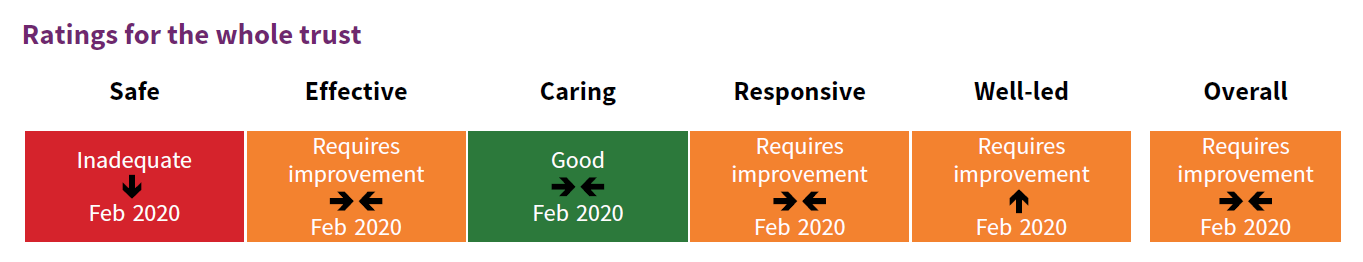 Ratings for the whole trust
Safe Effective Caring Responsive Well-led Overall
Inadequate
Feb 2020
Requires
improvement
Feb 2020
Good
Feb 2020
Requires
improvement
Feb 2020
Requires
improvement
Feb 2020
Requires
improvement
Feb 2020